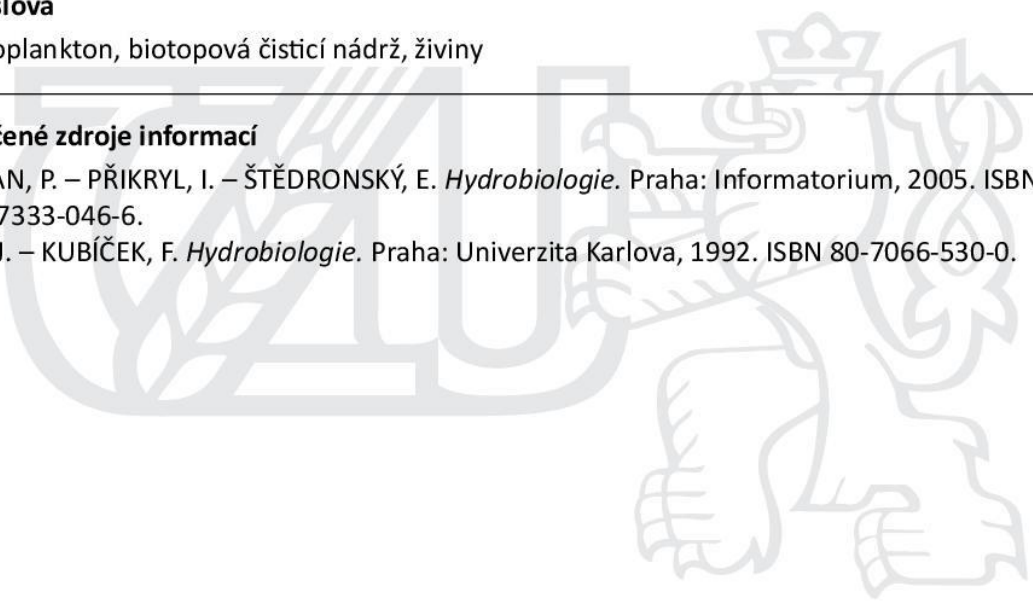 slova
oplankton, biotopová čisticí nádrž, živiny
čené zdroje informací
AN, P. – PŘIKRYL, I. – ŠTĚDRONSKÝ, E. Hydrobiologie. Praha: Informatorium, 2005. ISBN
7333-046-6.
J. – KUBÍČEK, F. Hydrobiologie. Praha: Univerzita Karlova, 1992. ISBN 80-7066-530-0.